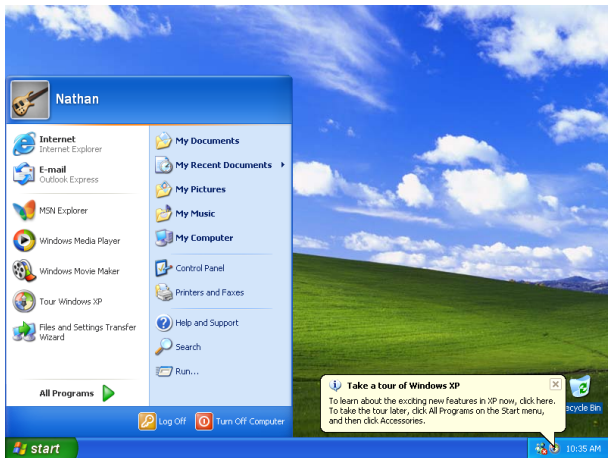 Nathan
Internet
Internet Explorer
E-mail
Outlook Express
MSN Explorer
Windows Media Player
Windows Movie Maker
Tour Windows XP
Files and Settings Transfer
Wizard
All Programs
My Documents
My Recent Documents
My Pictures
My Music
My Computer
Control Panel
Printers and Faxes
Help and Support
Search
Run...
Log Off
Turn Off Computer
Take a tour of Windows XP
To learn about the exciting new features in XP now, click here.
To take the tour later, click All Programs on the Start menu,
and then click Accessories.
ecycle Bin
start
10:35 AM